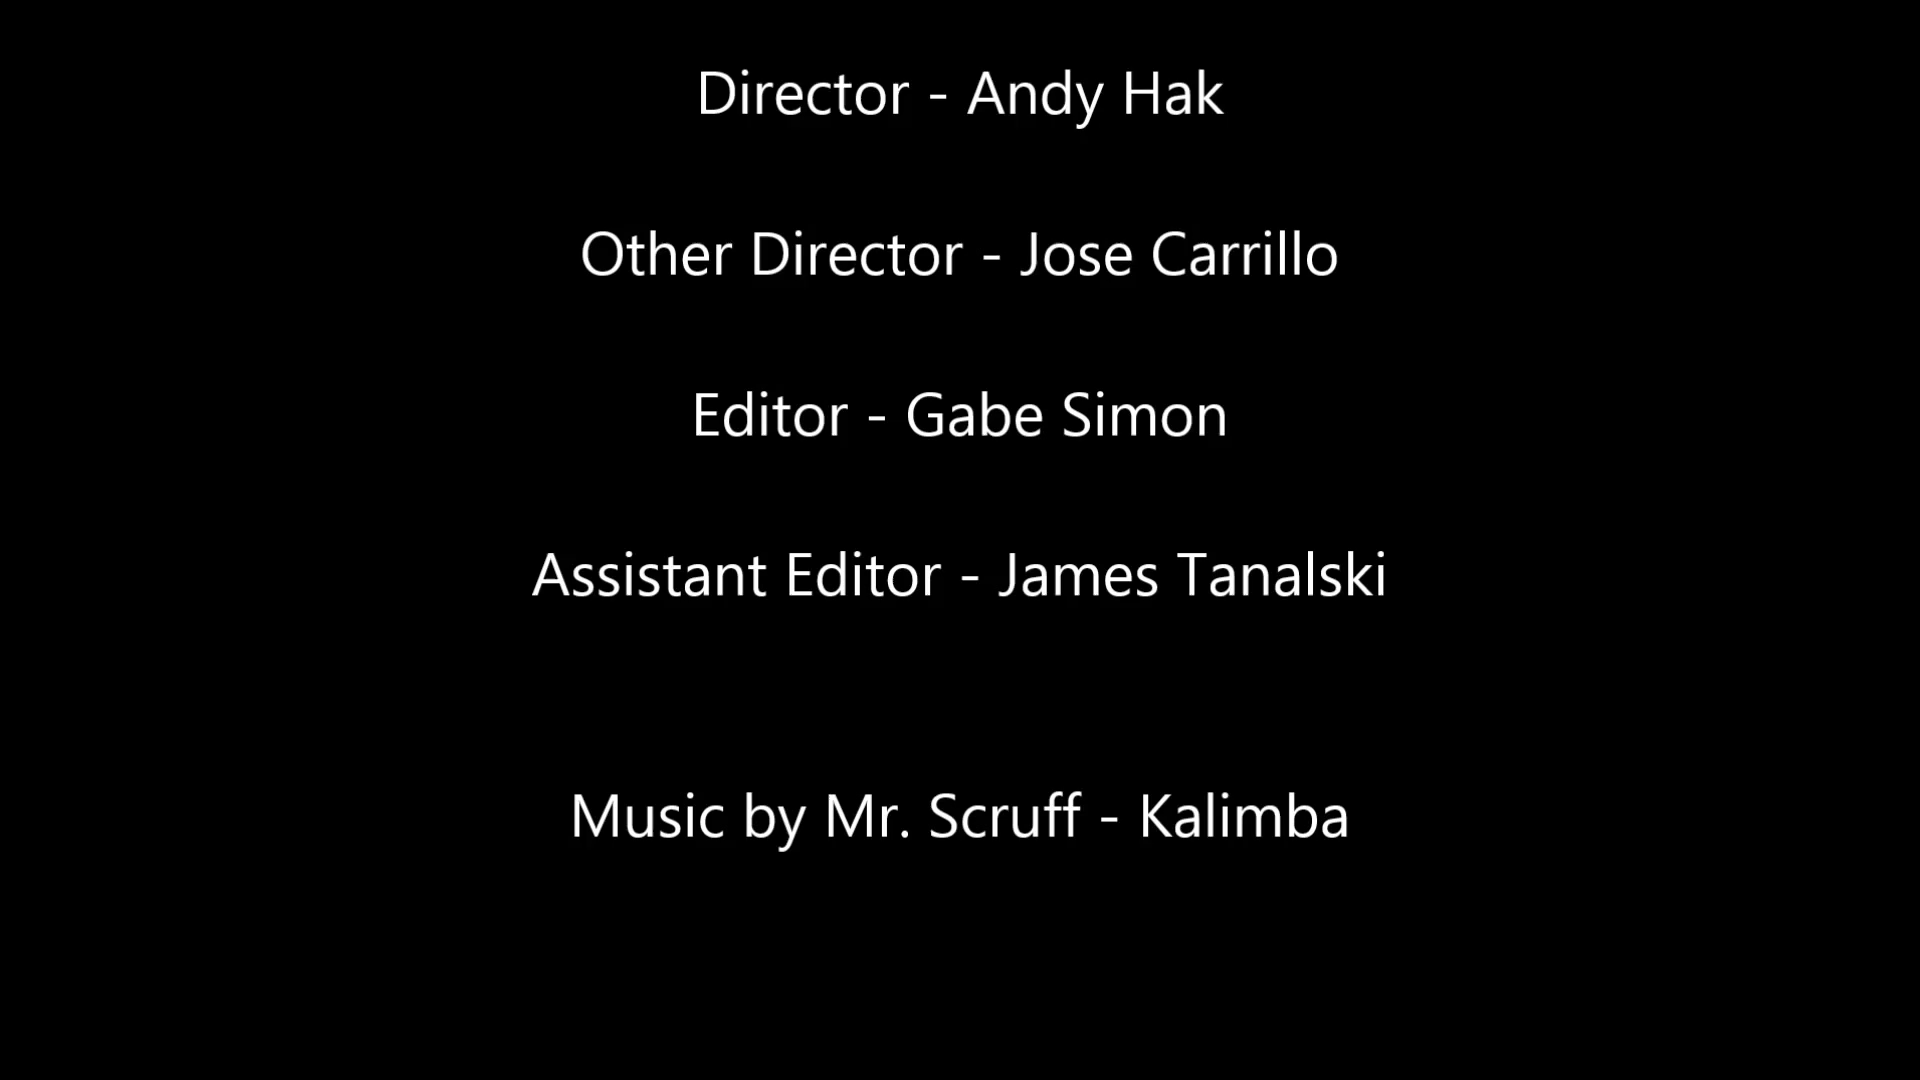 Director - Andy Hak
Other Director - Jose Carrillo
Editor - Gabe Simon
Assistant Editor - James Tanalski
Music by Mr. Scruff - Kalimba